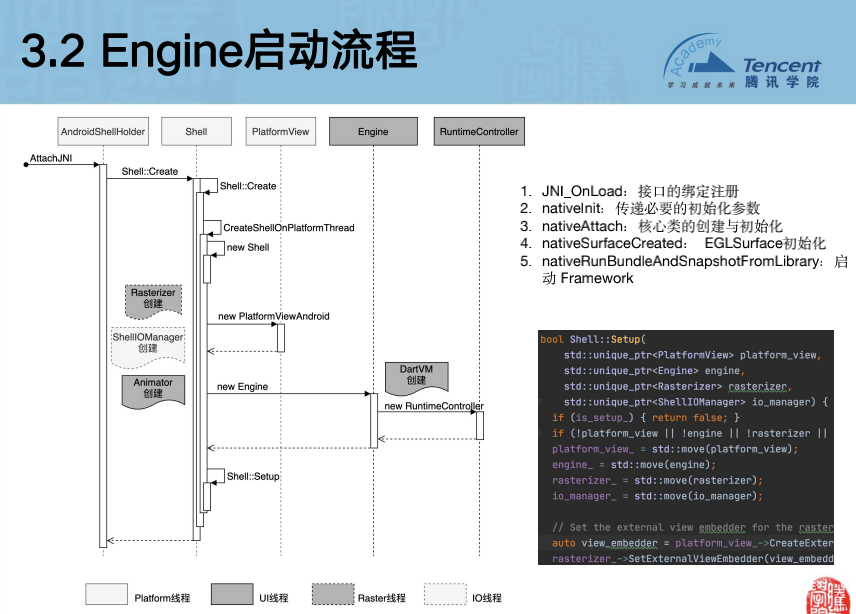 3.2 Engine启动流程
Academy
Tencent
学习成就未来
腾讯学院
AndroidShellHolder
Shell
PlatformView
Engine
RuntimeController
AttachJNI
Shell::Create
Shell::Create
CreateShellOnPlatformThread
new Shell
Rasterizer
创建
new PlatformViewAndroid
ShellIOManager
创建
Animator
创建
new Engine
DartVM
创建
new RuntimeController
Shell::Setup
Platform线程
UI线程
Raster线程
IO线程
1. JNI_OnLoad：接口的绑定注册
2. nativeInit：传递必要的初始化参数
3. nativeAttach：核心类的创建与初始化
4. nativeSurfaceCreated： EGLSurface初始化
5. nativeRunBundleAndSnapshotFromLibrary：启
动 Framework
bool Shell::Setup(
std::unique_ptr<PlatformView> platform_view,
std::unique_ptr<Engine> engine,
std::unique_ptr<Rasterizer> rasterizer,
std::unique_ptr<ShellIOManager> io_manager) {
if (is_setup_) { return false; }
if (!platform_view || !engine || !rasterizer ||
platform_view_ = std::move(platform_view);
engine_ = std::move(engine);
rasterizer_ = std::move(rasterizer);
io_manager_ = std::move(io_manager);
// Set the external view embedder for the raster
auto view_embedder = platform_view_->CreateExter
rasterizer_->SetExternalViewEmbedder(view_embedd